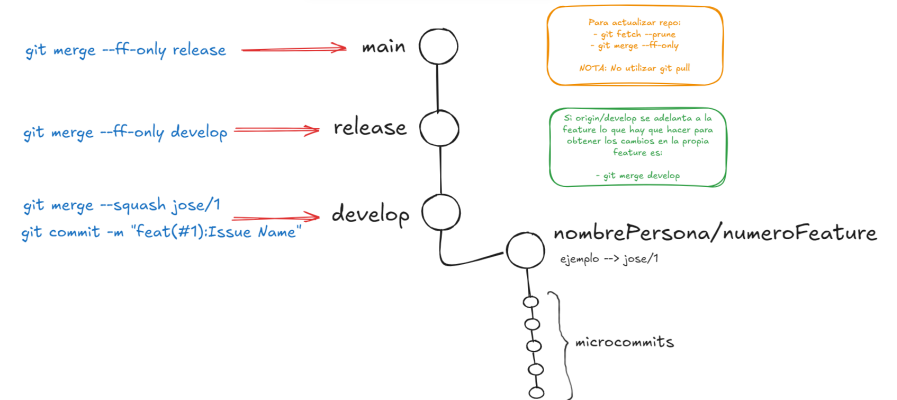 git merge --ff-only release
main
Para actualizar repo:
- git fetch --prune
- git merge --ff-only
NOTA: No utilizar git pull
git merge --ff-only develop
release
Si origin/develop se adelanta a la
feature lo que hay que hacer para
obtener los cambios en la propia
feature es:
- git merge develop
git merge --squash jose/1
git commit -m "feat(#1):Issue Name"
develop
nombrePersona/numeroFeature
ejemplo --> jose/1
microcommits